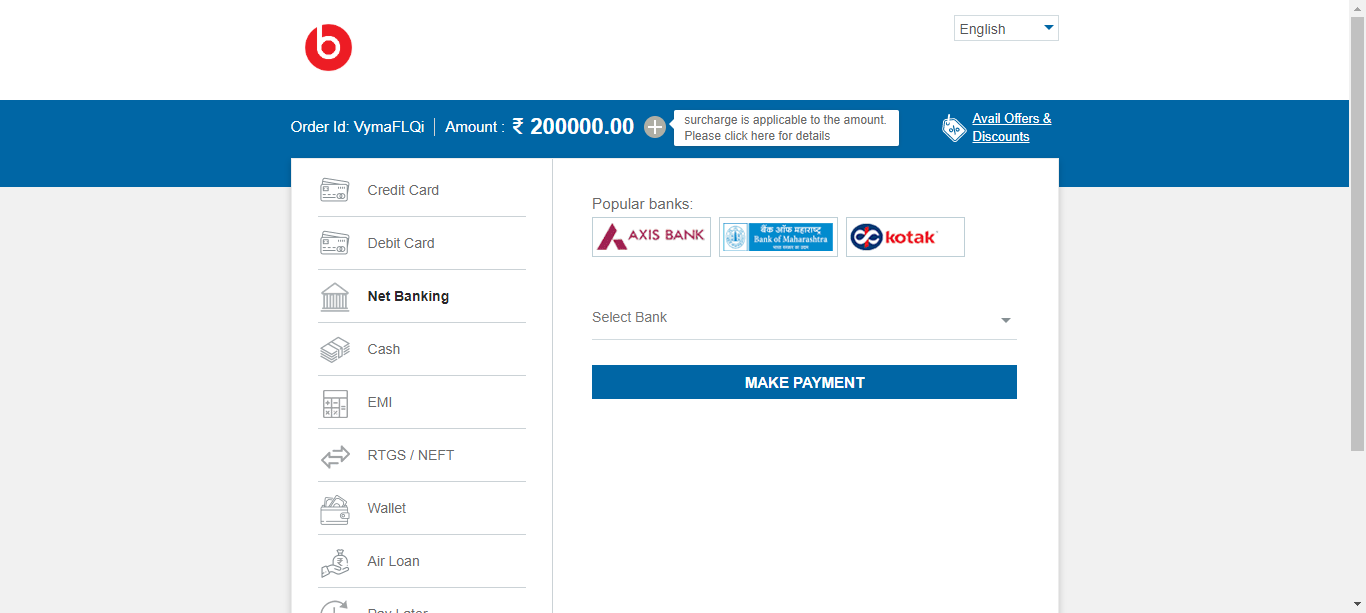 b
English
Order Id: VymaFLQi | Amount : ₹ 200000.00
surcharge is applicable to the amount.
Please click here for details
Avail Offers &
Discounts
Credit Card
Debit Card
Net Banking
Cash
EMI
RTGS / NEFT
Wallet
Air Loan
Pay Later
Popular banks:
AXIS BANK
बैंक ऑफ महाराष्ट्र
Bank of Maharashtra
kotak
Select Bank
MAKE PAYMENT